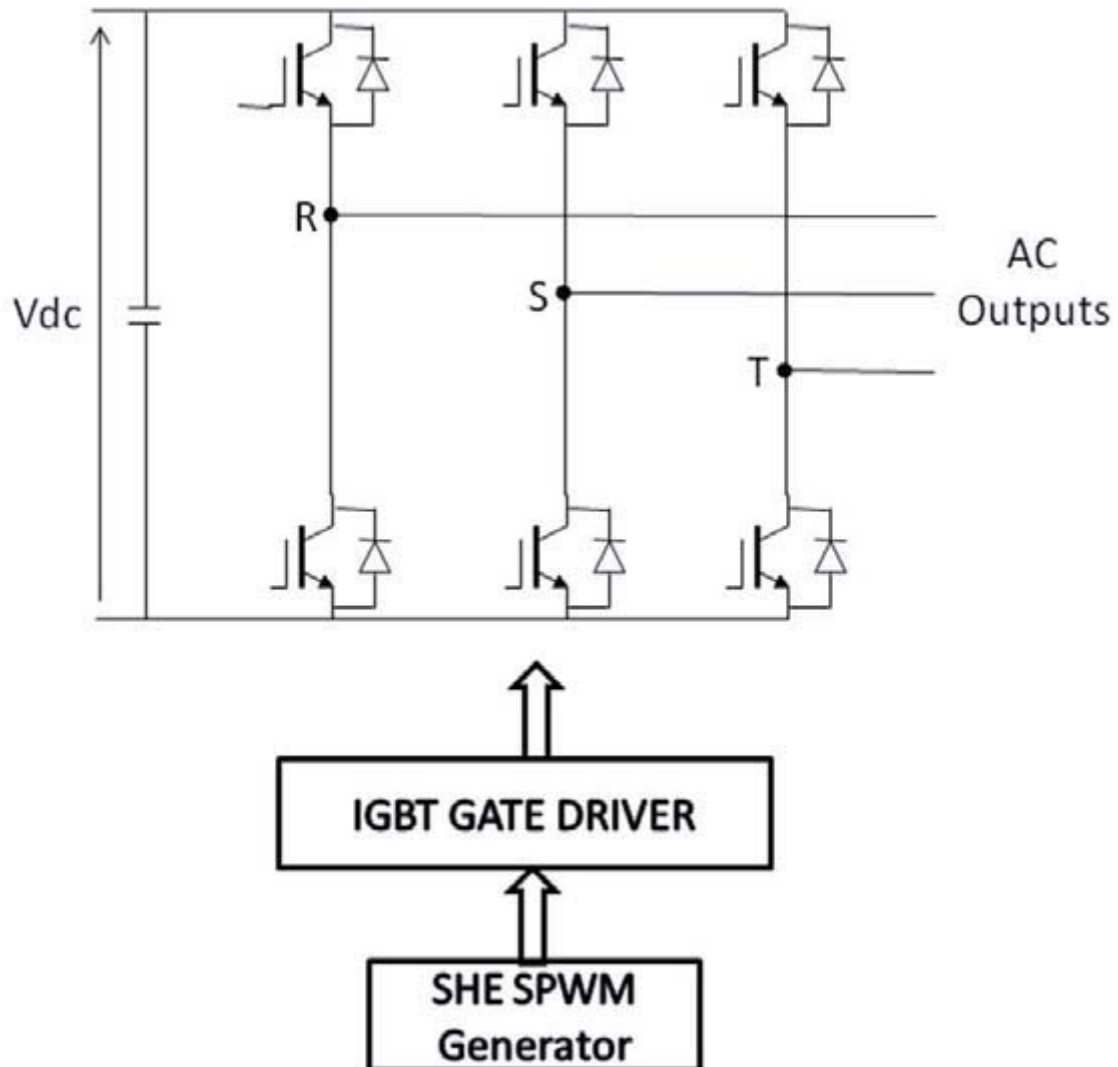 R
AC
Outputs
S
Vdc
T
IGBT GATE DRIVER
SHE SPWM
Generator